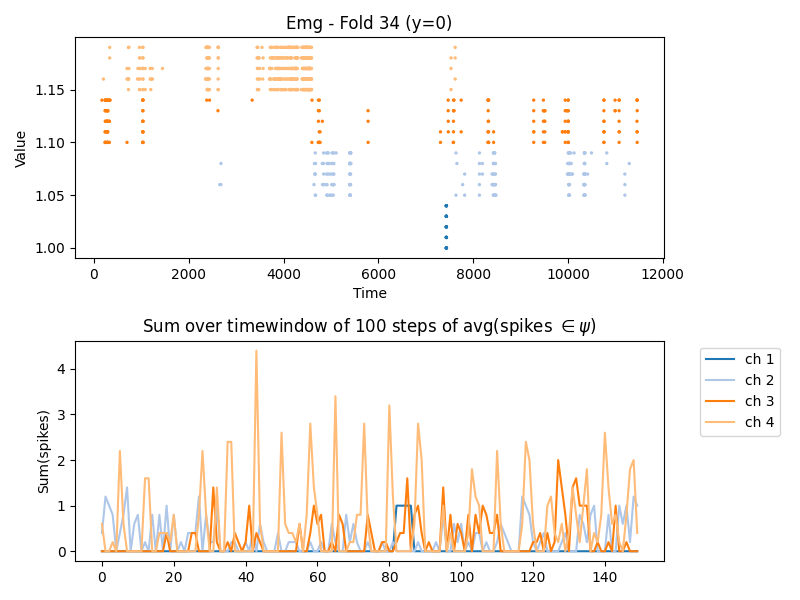 Emg - Fold 34 (y=0)
Value
1.15
1.10
1.05
1.00
0 2000 4000 6000 8000 10000 12000
Time
Sum over timewindow of 100 steps of avg(spikes ∈ ψ)
Sum(spikes)
4
3
2
1
0
0 20 40 60 80 100 120 140
ch 1
ch 2
ch 3
ch 4